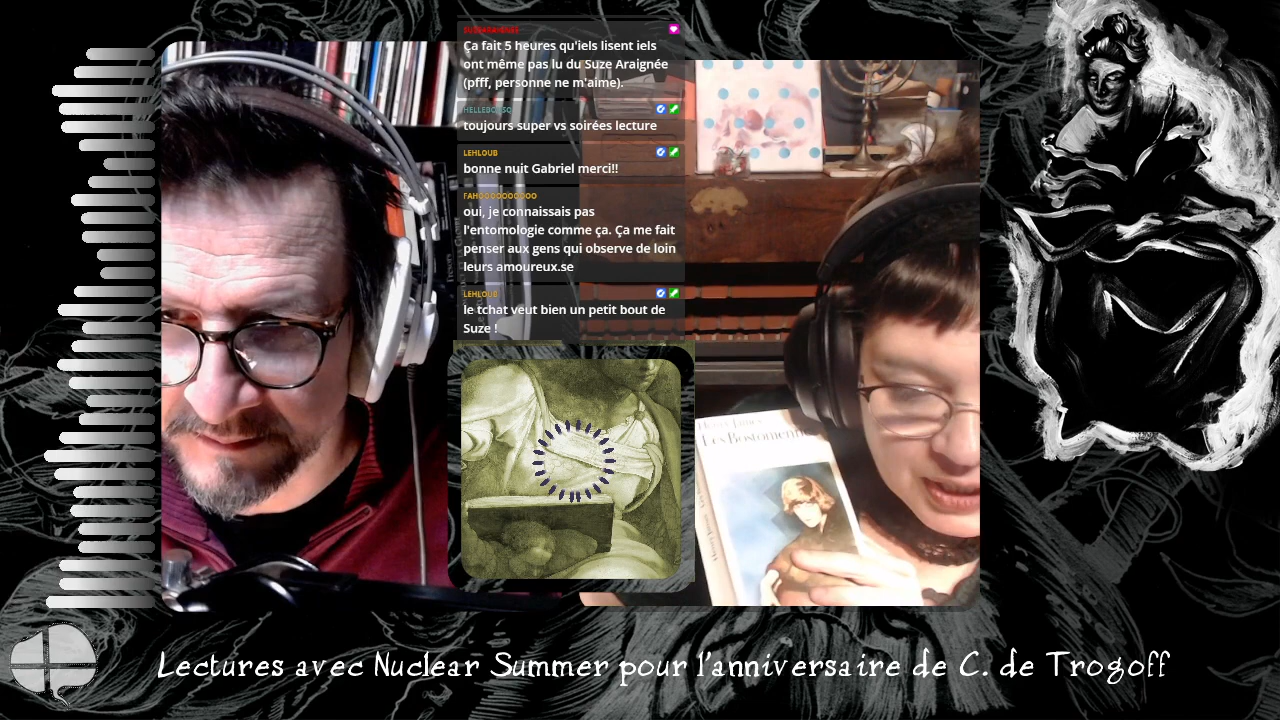 Ça fait 5 heures qu'iels lisent iels
ont même pas lu du Suze Araignée
(pfff, personne ne m'aime).
toujours super vs soirées lecture
LEHLOUB
bonne nuit Gabriel merci!!
oui, je connaissais pas
l'entomologie comme ça. Ça me fait
penser aux gens qui observe de loin
leurs amoureux.se
LEHLOUB
le tchat veut bien un petit bout de
Suze !
Henry James
Les Bostoniennes
Lectures avec Nuclear Summer pour l'anniversaire de C. de Trogoff